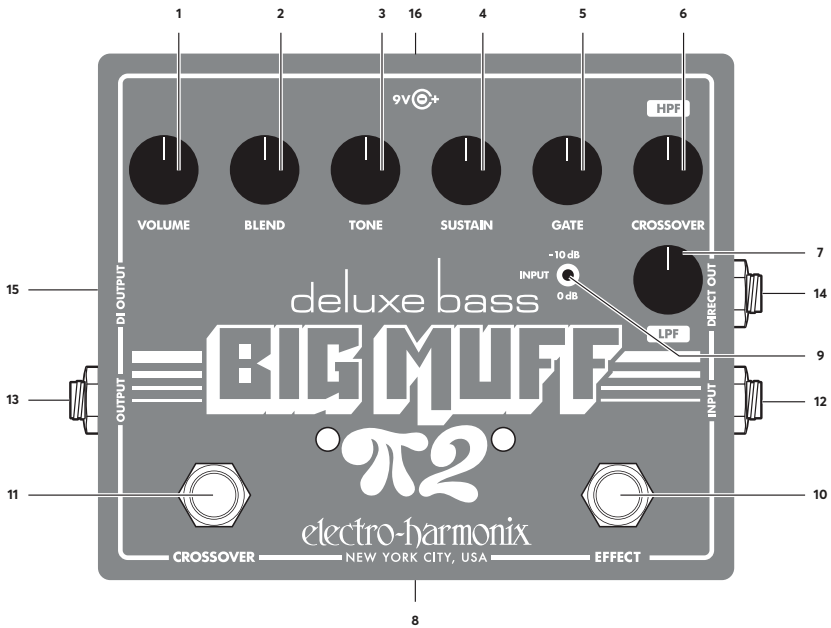 1 2 3 16 4 5 6
9V +
HPF
VOLUME BLEND TONE SUSTAIN GATE CROSSOVER
7
-10 dB
INPUT
0 dB
15
DI OUTPUT
DIRECT OUT
14
deluxe bass
LPF
9
BIG MUFF
13
OUTPUT
INPUT
12
π2
11
10
electro-harmonix
CROSSOVER NEW YORK CITY, USA EFFECT
8